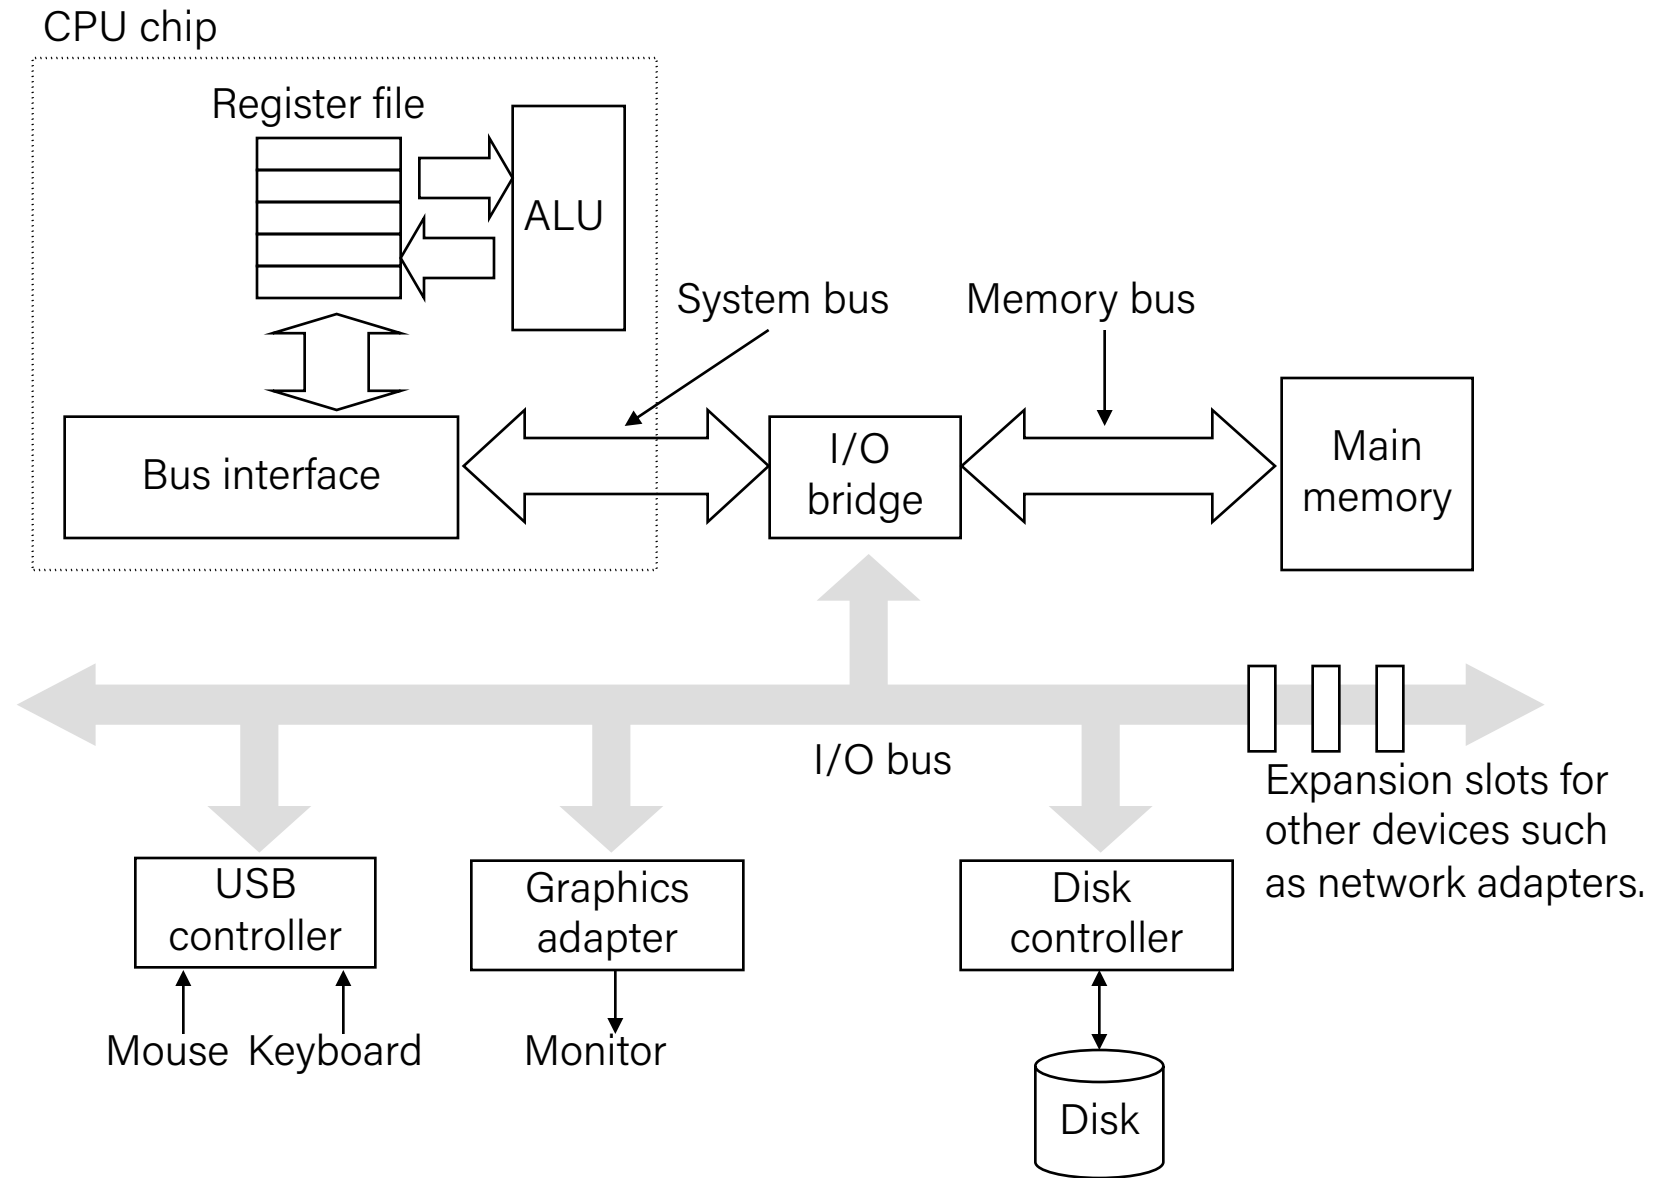 CPU chip
Register file
ALU
System bus
Memory bus
Bus interface
I/O
bridge
Main
memory
I/O bus
Expansion slots for
other devices such
as network adapters.
USB
controller
Graphics
adapter
Disk
controller
Mouse
Keyboard
Monitor
Disk